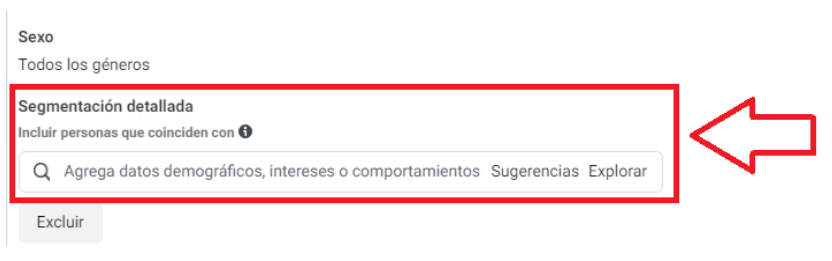 Sexo
Todos los géneros
Segmentación detallada
Incluir personas que coinciden con
Agrega datos demográficos, intereses o comportamientos Sugerencias Explorar
Excluir